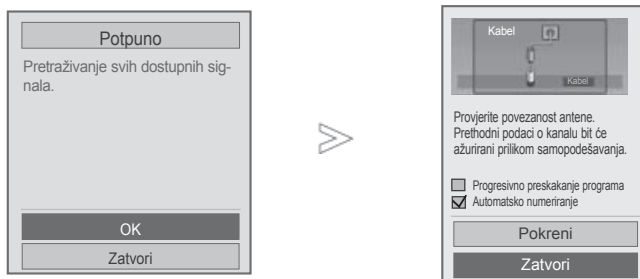 Potpuno
Pretraživanje svih dostupnih sig-
nala.
OK
Zatvori
Kabel
Kabel
Provjerite povezanost antene.
Prethodni podaci o kanalu bit će
ažurirani prilikom samopodešavanja.
Progresivno preskakanje programa
Automatsko numeriranje
Pokreni
Zatvori